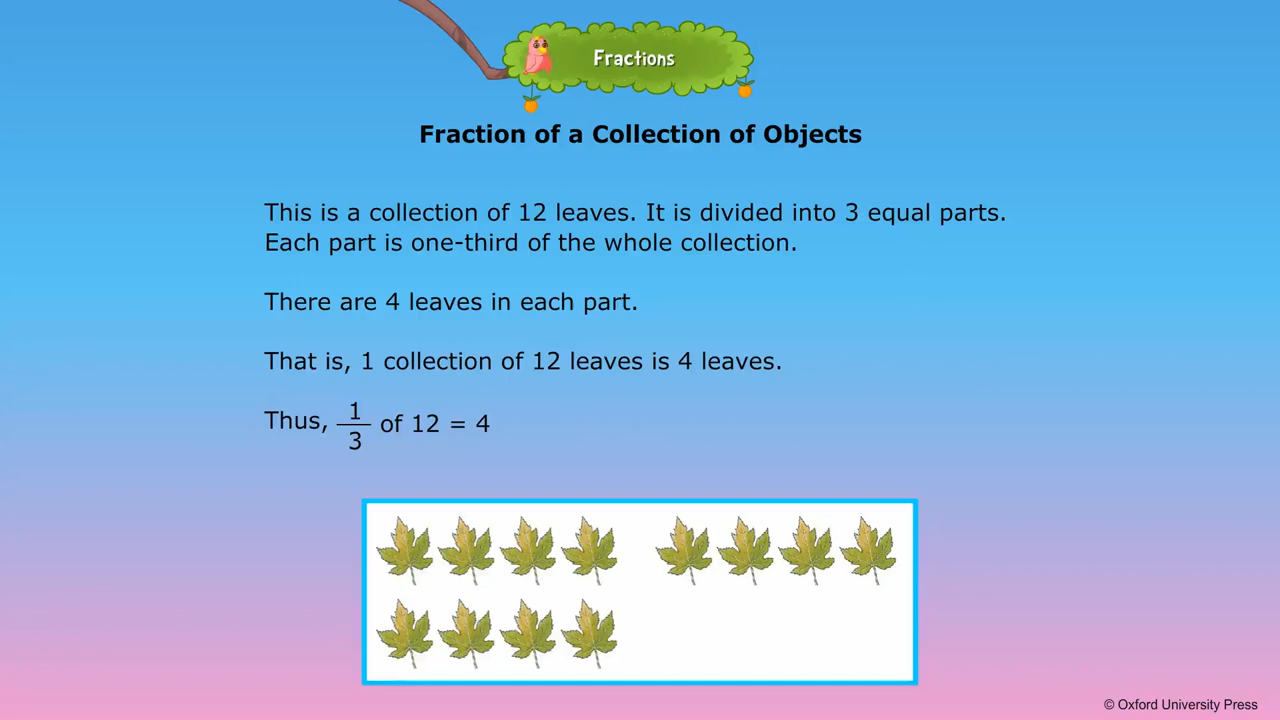 Fractions
Fraction of a Collection of Objects
This is a collection of 12 leaves. It is divided into 3 equal parts.
Each part is one-third of the whole collection.
There are 4 leaves in each part.
That is, 1 collection of 12 leaves is 4 leaves.
Thus, 1/3 of 12 = 4
© Oxford University Press